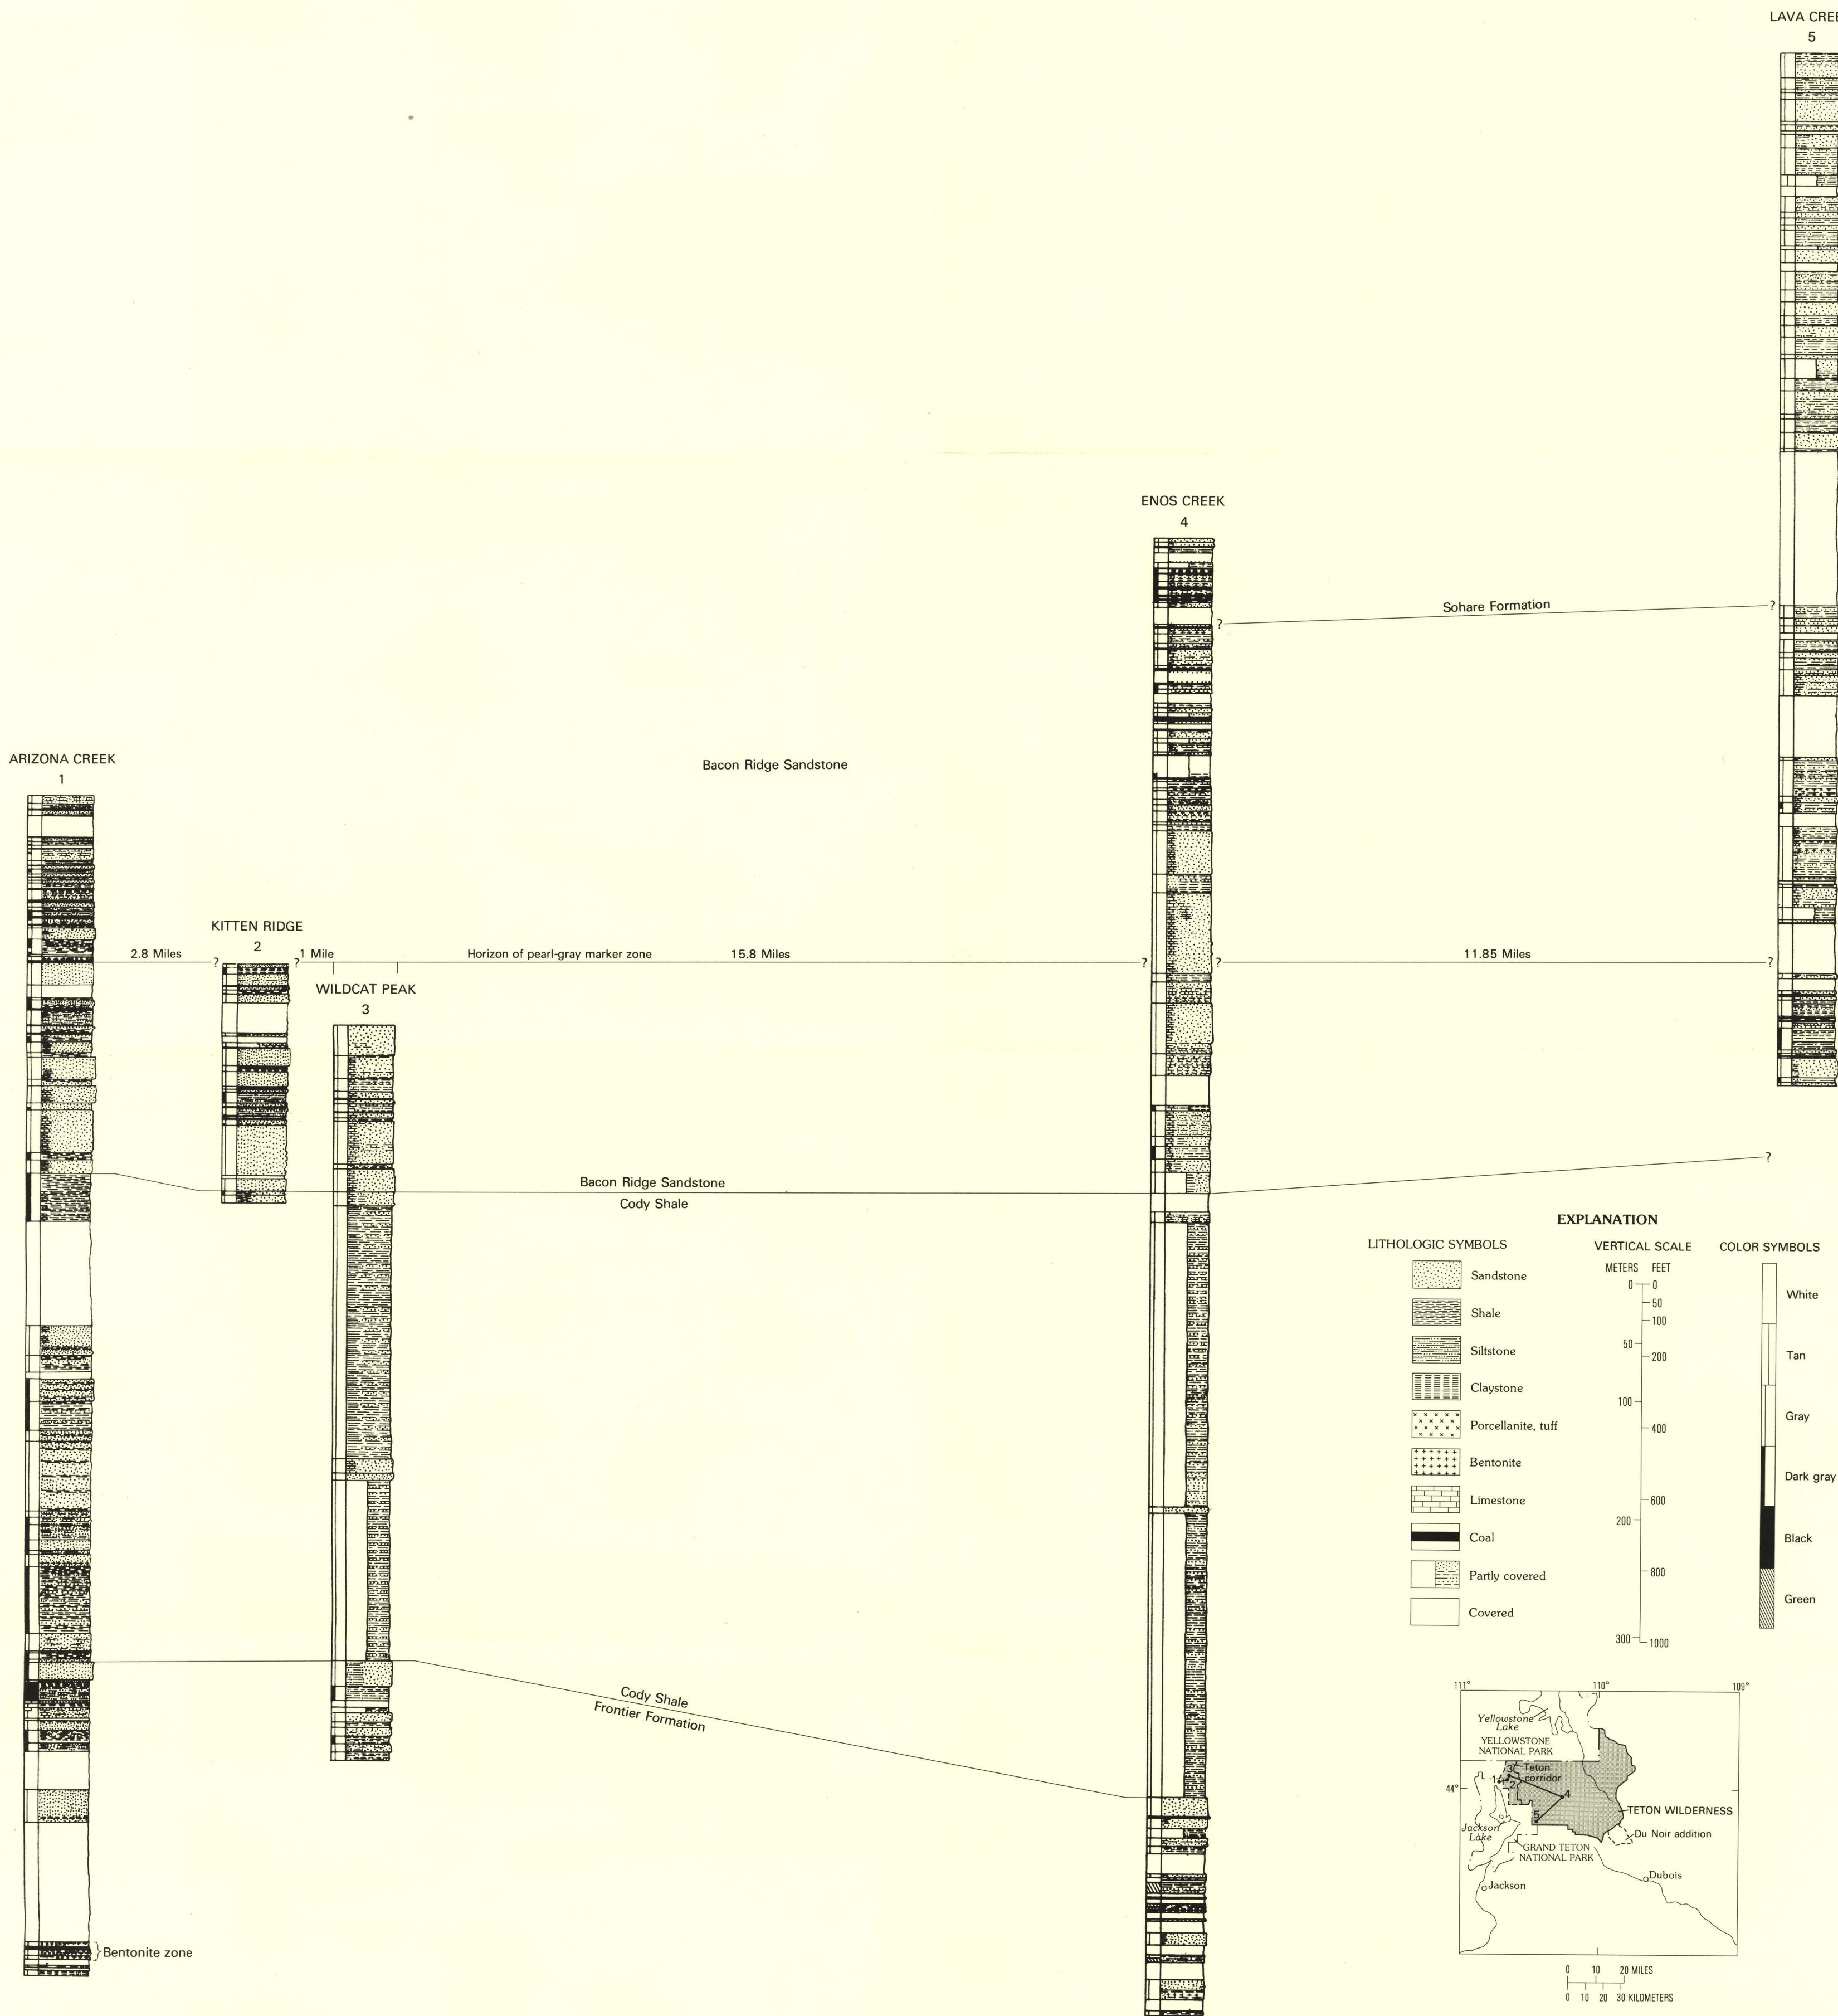 LAVA CREE
5
ENOS CREEK
4
? Sohare Formation ?
ARIZONA CREEK
1
Bacon Ridge Sandstone
KITTEN RIDGE
2
2.8 Miles ? ? 1 Mile Horizon of pearl-gray marker zone 15.8 Miles ? ? 11.85 Miles ?
WILDCAT PEAK
3
Bacon Ridge Sandstone
Cody Shale
?
Cody Shale
Frontier Formation
Bentonite zone
EXPLANATION
LITHOLOGIC SYMBOLS
Sandstone
Shale
Siltstone
Claystone
Porcellanite, tuff
Bentonite
Limestone
Coal
Partly covered
Covered
VERTICAL SCALE
METERS FEET
0 0
50
100
50
200
100
400
600
200
800
300
1000
COLOR SYMBOLS
White
Tan
Gray
Dark gray
Black
Green
111° 110° 109°
Yellowstone
Lake
YELLOWSTONE
NATIONAL PARK
3 Teton
corridor
1
2
44°
4
5
TETON WILDERNESS
Jackson
Lake
Du Noir addition
GRAND TETON
NATIONAL PARK
Dubois
Jackson
0 10 20 MILES
0 10 20 30 KILOMETERS